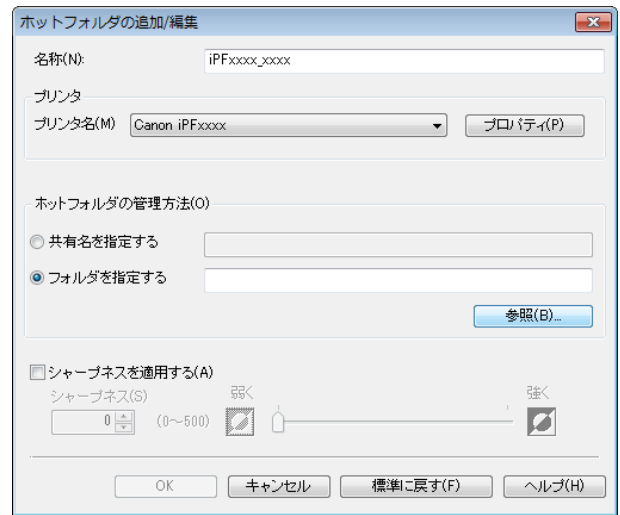 ホットフォルダの追加/編集
名称(N): iPFxxxx_xxxx
プリンタ
プリンタ名(M) Canon iPFxxxx プロパティ(P)
ホットフォルダの管理方法(O)
共有名を指定する
フォルダを指定する
参照(B)...
シャープネスを適用する(A)
シャープネス(S) 弱く 強く
0 (0~500)
OK キャンセル 標準に戻す(F) ヘルプ(H)